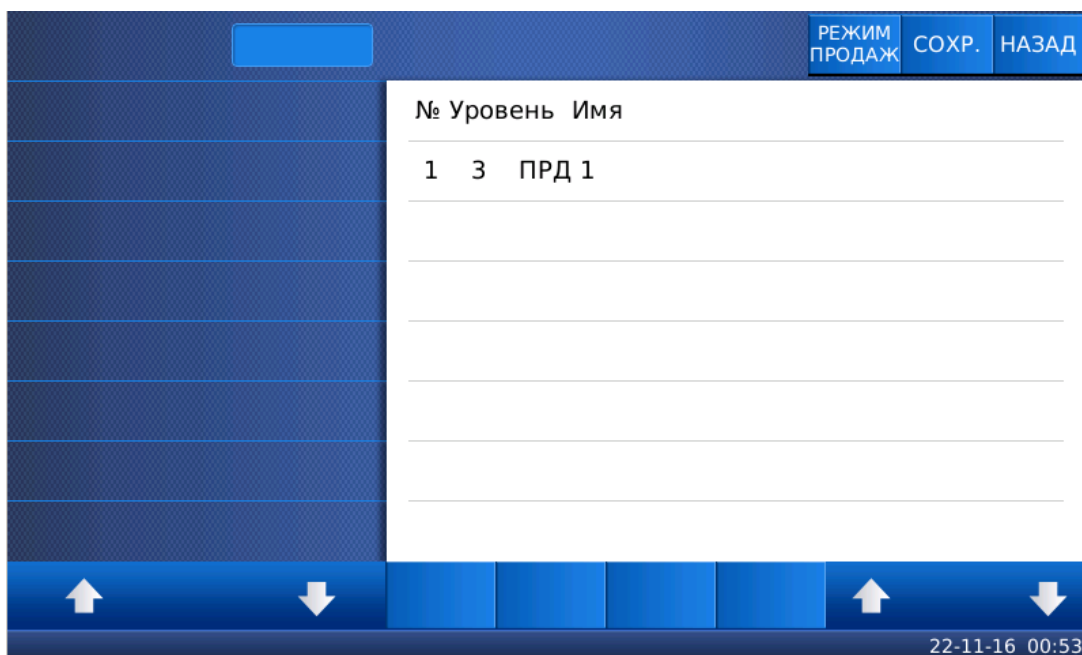 РЕЖИМ ПРОДАЖ
СОХР.
НАЗАД
№ Уровень Имя
1 3 ПРД 1
22-11-16 00:53